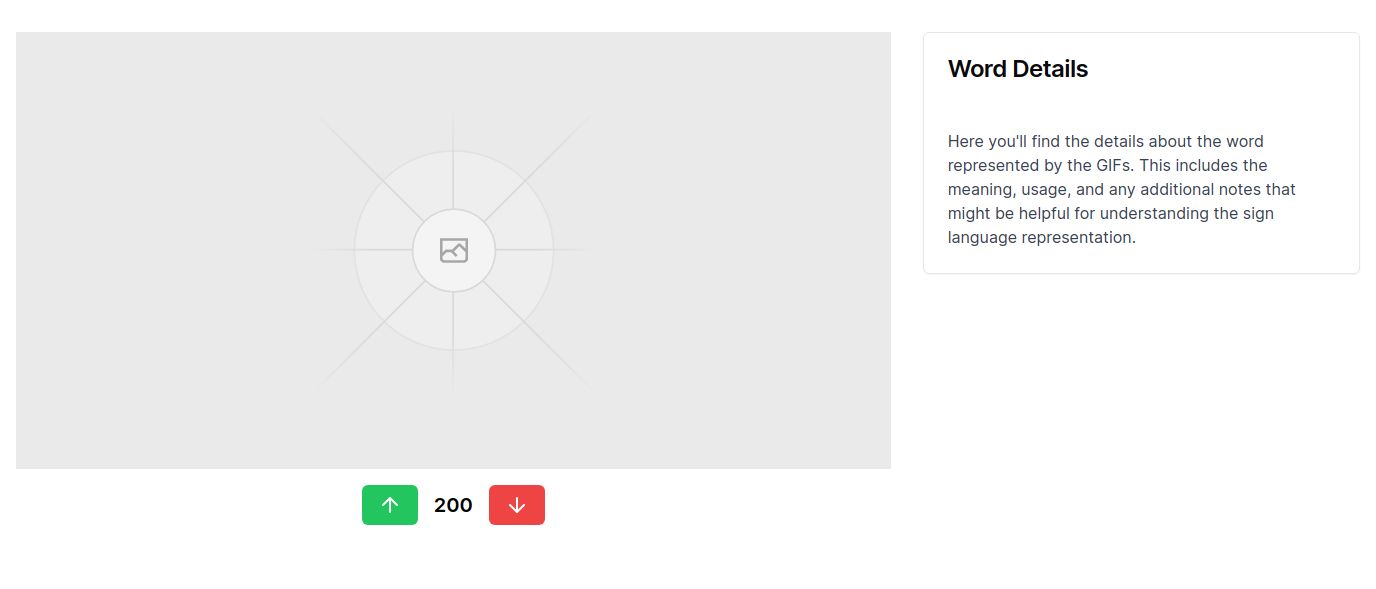 Word Details
Here you'll find the details about the word
represented by the GIFs. This includes the
meaning, usage, and any additional notes that
might be helpful for understanding the sign
language representation.
200